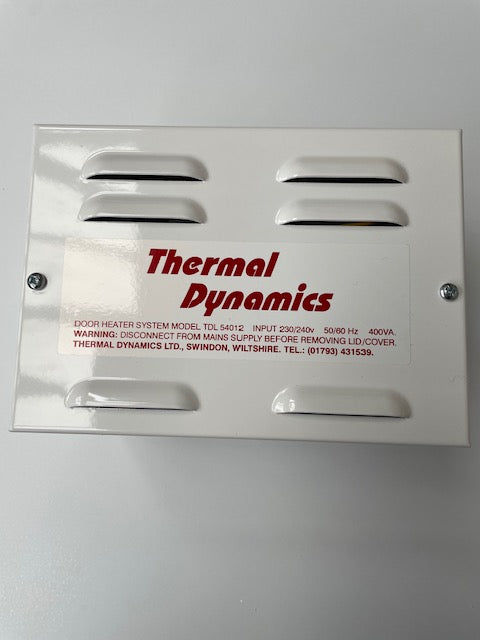 Thermal
Dynamics
DOOR HEATER SYSTEM MODEL TDL 54012 INPUT 230/240v 50/60 Hz 400VA.
WARNING: DISCONNECT FROM MAINS SUPPLY BEFORE REMOVING LID/COVER.
THERMAL DYNAMICS LTD., SWINDON, WILTSHIRE. TEL.: (01793) 431539.